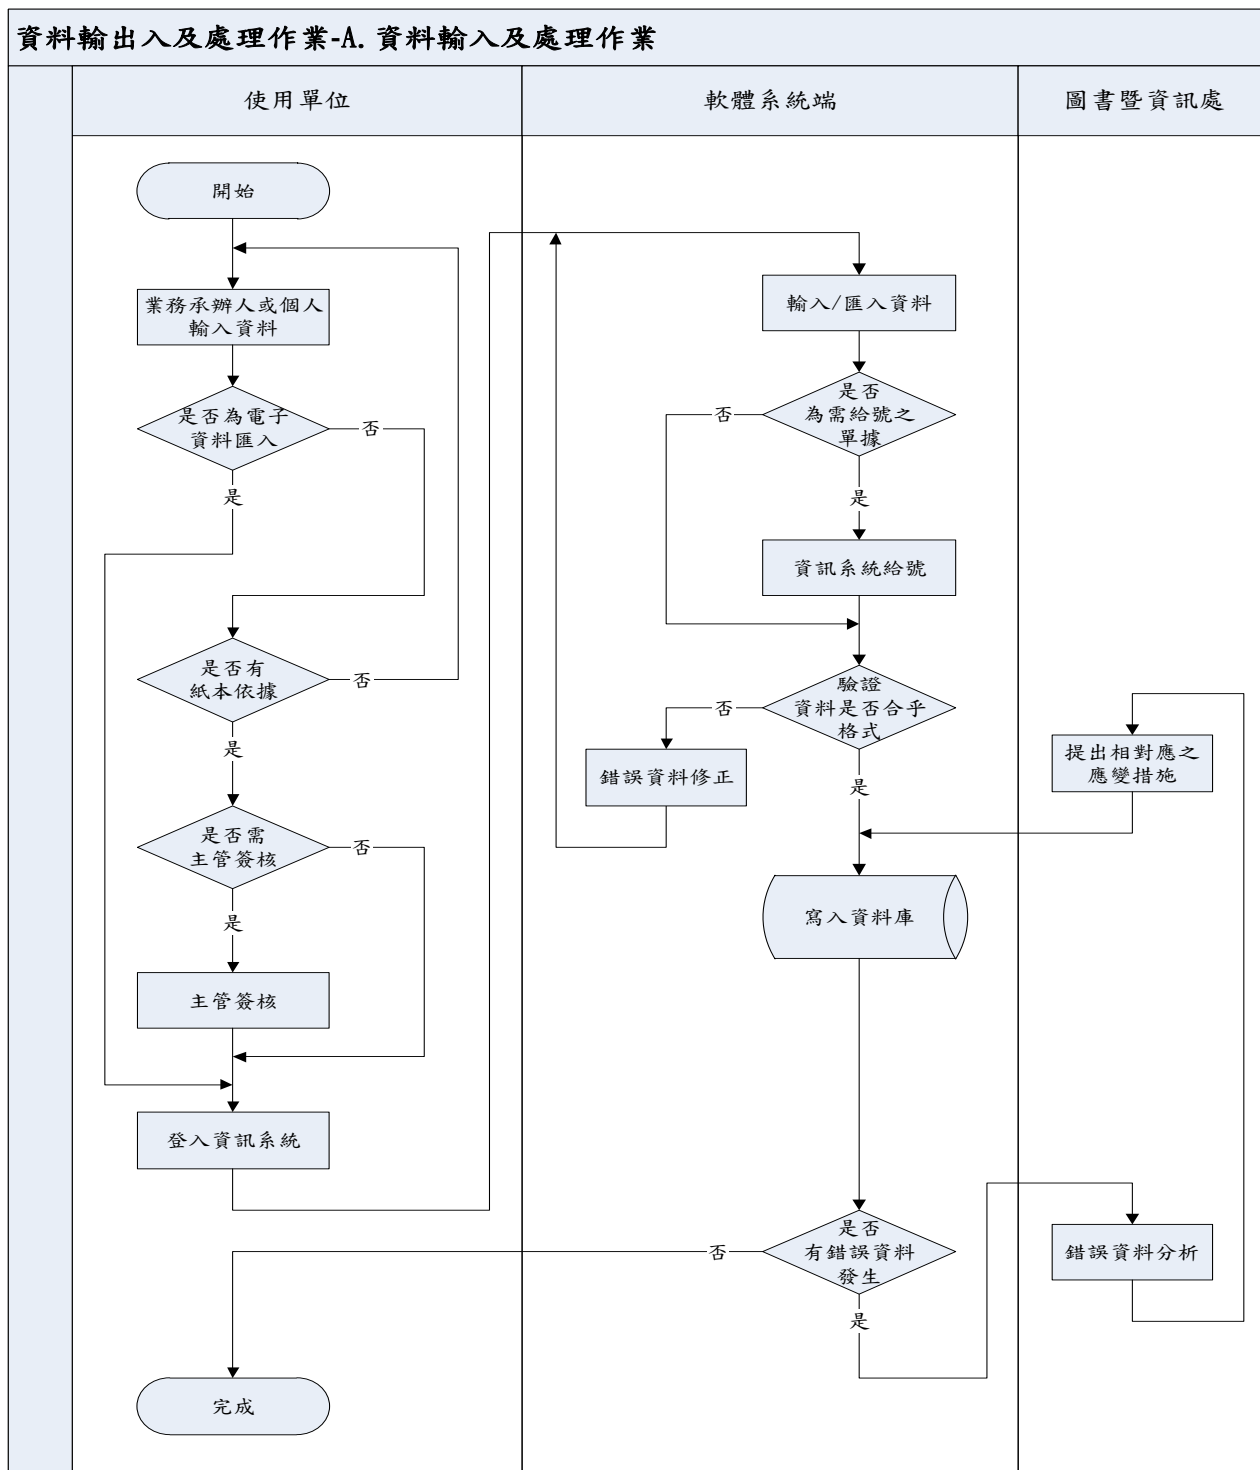 資料輸出入及處理作業-A. 資料輸入及處理作業
使用單位
軟體系統端
圖書暨資訊處
開始
業務承辦人或個人
輸入資料
是否為電子
資料匯入
否
是
是否有
紙本依據
否
是
是否需
主管簽核
否
是
主管簽核
登入資訊系統
完成
輸入/匯入資料
是否
為需給號之
單據
否
是
資訊系統給號
驗證
資料是否合乎
格式
否
錯誤資料修正
是
寫入資料庫
是否
有錯誤資料
發生
否
是
提出相對應之
應變措施
錯誤資料分析